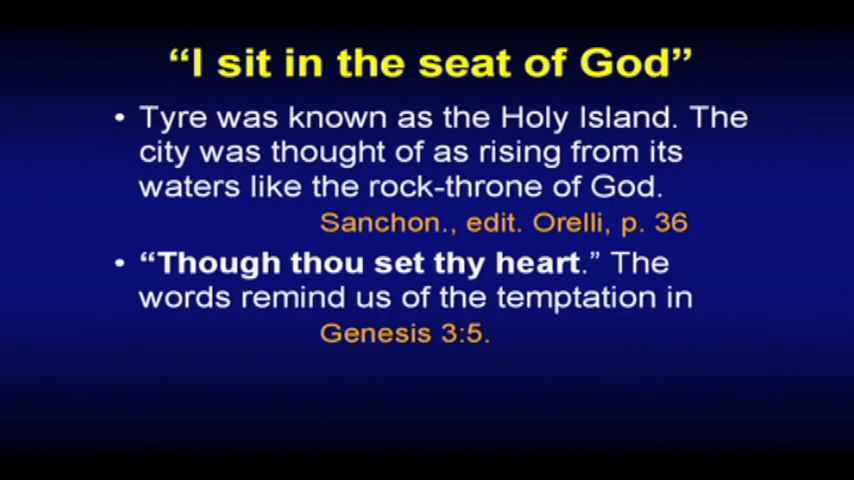 “I sit in the seat of God”
• Tyre was known as the Holy Island. The
city was thought of as rising from its
waters like the rock-throne of God.
Sanchon., edit. Orelli, p. 36
• “Though thou set thy heart.” The
words remind us of the temptation in
Genesis 3:5.